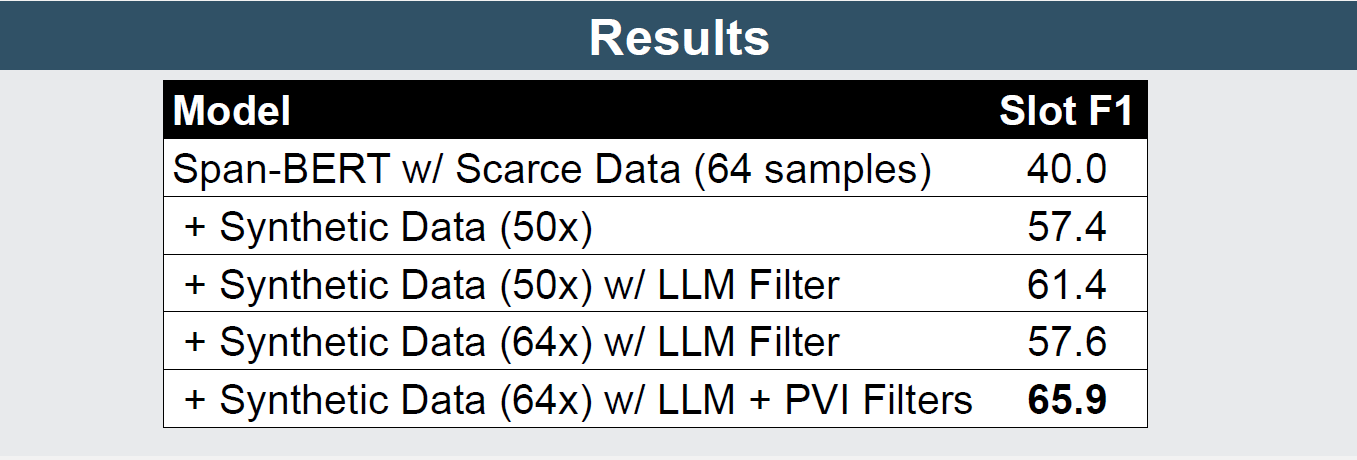 Results
Model Slot F1
Span-BERT w/ Scarce Data (64 samples) 40.0
+ Synthetic Data (50x) 57.4
+ Synthetic Data (50x) w/ LLM Filter 61.4
+ Synthetic Data (64x) w/ LLM Filter 57.6
+ Synthetic Data (64x) w/ LLM + PVI Filters 65.9